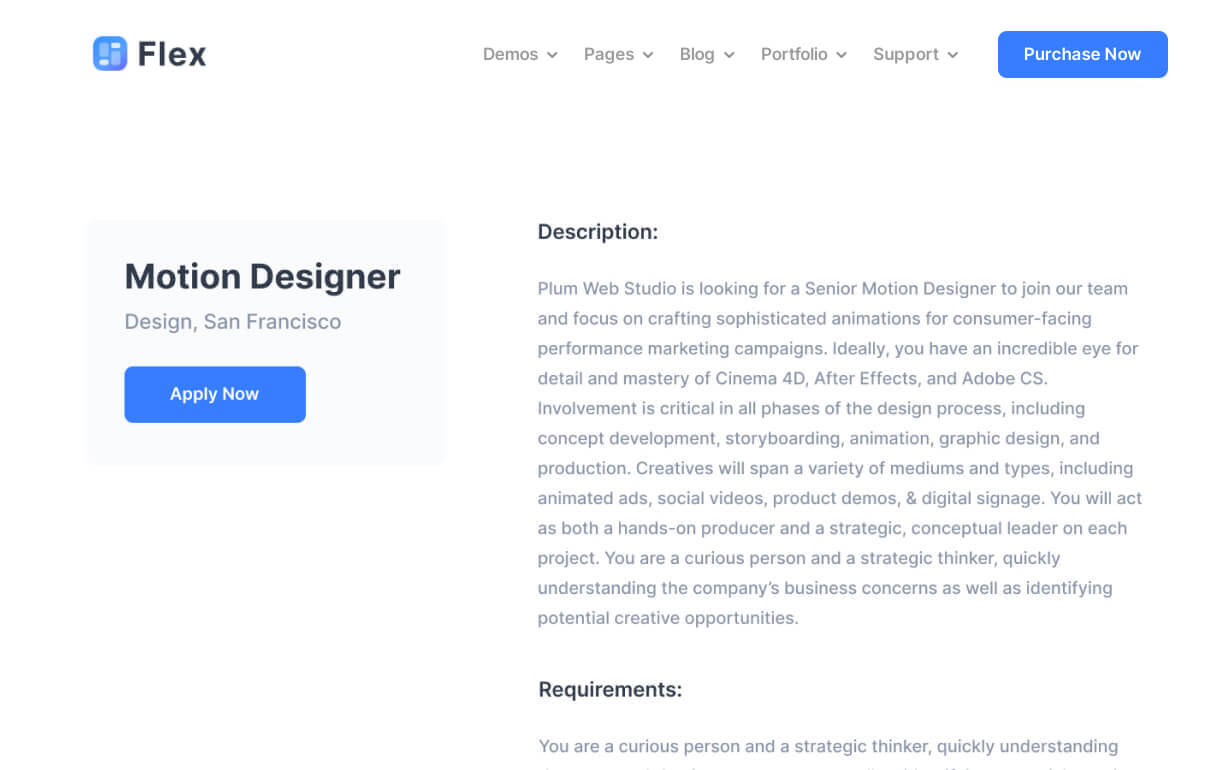 Flex
Demos Pages Blog Portfolio Support Purchase Now
Motion Designer
Design, San Francisco
Apply Now
Description:
Plum Web Studio is looking for a Senior Motion Designer to join our team
and focus on crafting sophisticated animations for consumer-facing
performance marketing campaigns. Ideally, you have an incredible eye for
detail and mastery of Cinema 4D, After Effects, and Adobe CS.
Involvement is critical in all phases of the design process, including
concept development, storyboarding, animation, graphic design, and
production. Creatives will span a variety of mediums and types, including
animated ads, social videos, product demos, & digital signage. You will act
as both a hands-on producer and a strategic, conceptual leader on each
project. You are a curious person and a strategic thinker, quickly
understanding the company’s business concerns as well as identifying
potential creative opportunities.
Requirements:
You are a curious person and a strategic thinker, quickly understanding